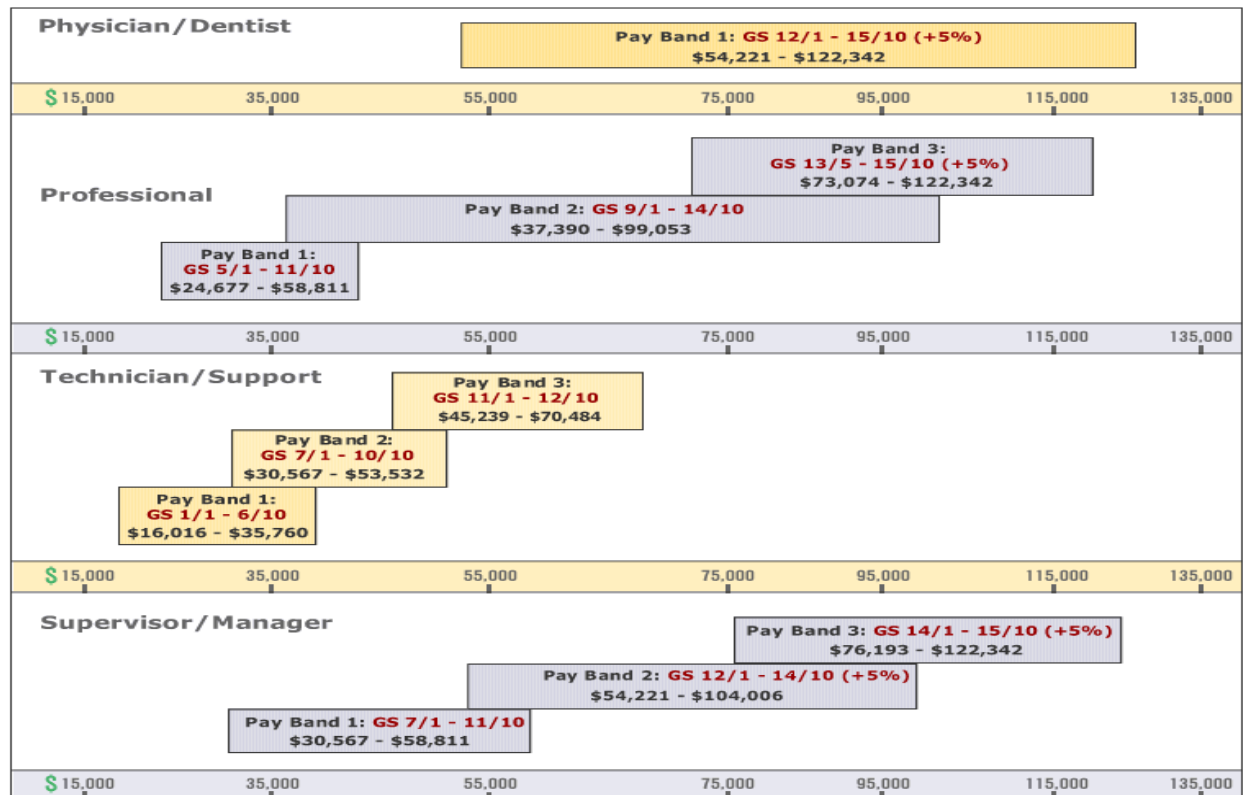 Physician/Dentist
Pay Band 1: GS 12/1 - 15/10 (+5%)
$54,221 - $122,342
$ 15,000 35,000 55,000 75,000 95,000 115,000 135,000
Professional
Pay Band 3:
GS 13/5 - 15/10 (+5%)
$73,074 - $122,342
Pay Band 2: GS 9/1 - 14/10
$37,390 - $99,053
Pay Band 1:
GS 5/1 - 11/10
$24,677 - $58,811
$ 15,000 35,000 55,000 75,000 95,000 115,000 135,000
Technician/Support
Pay Band 3:
GS 11/1 - 12/10
$45,239 - $70,484
Pay Band 2:
GS 7/1 - 10/10
$30,567 - $53,532
Pay Band 1:
GS 1/1 - 6/10
$16,016 - $35,760
$ 15,000 35,000 55,000 75,000 95,000 115,000 135,000
Supervisor/Manager
Pay Band 3: GS 14/1 - 15/10 (+5%)
$76,193 - $122,342
Pay Band 2: GS 12/1 - 14/10 (+5%)
$54,221 - $104,006
Pay Band 1: GS 7/1 - 11/10
$30,567 - $58,811
$ 15,000 35,000 55,000 75,000 95,000 115,000 135,000